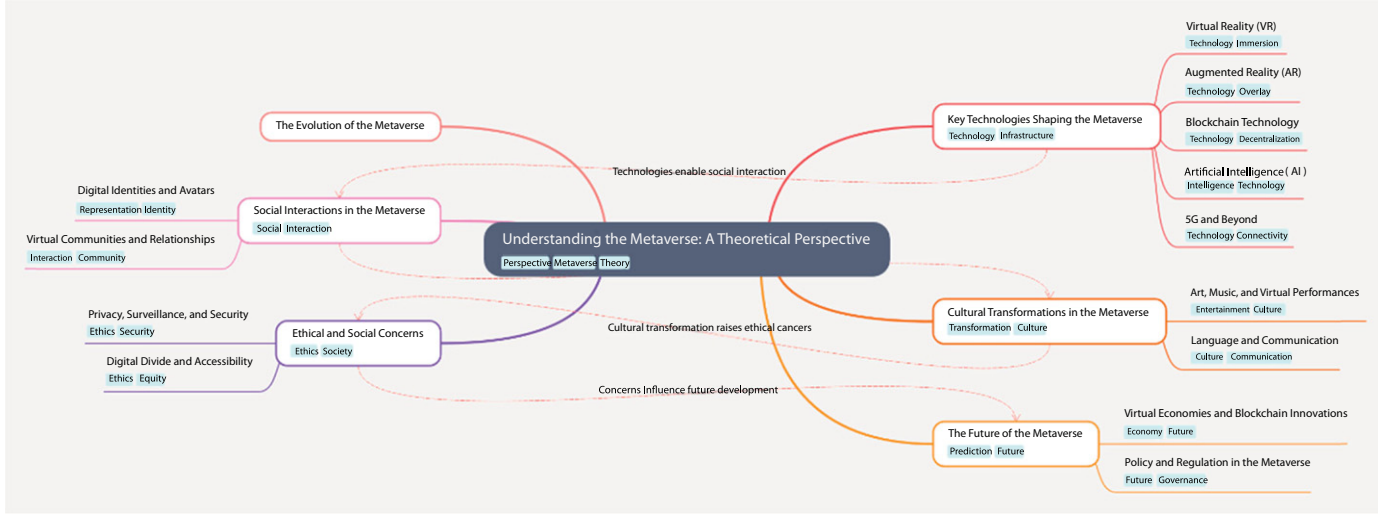 Understanding the Metaverse: A Theoretical Perspective
Perspective Metaverse Theory
The Evolution of the Metaverse
Social Interactions in the Metaverse
Social Interaction
Digital Identities and Avatars
Representation Identity
Virtual Communities and Relationships
Interaction Community
Ethical and Social Concerns
Ethics Society
Privacy, Surveillance, and Security
Ethics Security
Digital Divide and Accessibility
Ethics Equity
Technologies enable social interaction
Cultural transformation raises ethical cancers
Concerns Influence future development
Key Technologies Shaping the Metaverse
Technology Infrastructure
Virtual Reality (VR)
Technology Immersion
Augmented Reality (AR)
Technology Overlay
Blockchain Technology
Technology Decentralization
Artificial Intelligence ( AI )
Intelligence Technology
5G and Beyond
Technology Connectivity
Cultural Transformations in the Metaverse
Transformation Culture
Art, Music, and Virtual Performances
Entertainment Culture
Language and Communication
Culture Communication
The Future of the Metaverse
Prediction Future
Virtual Economies and Blockchain Innovations
Economy Future
Policy and Regulation in the Metaverse
Future Governance